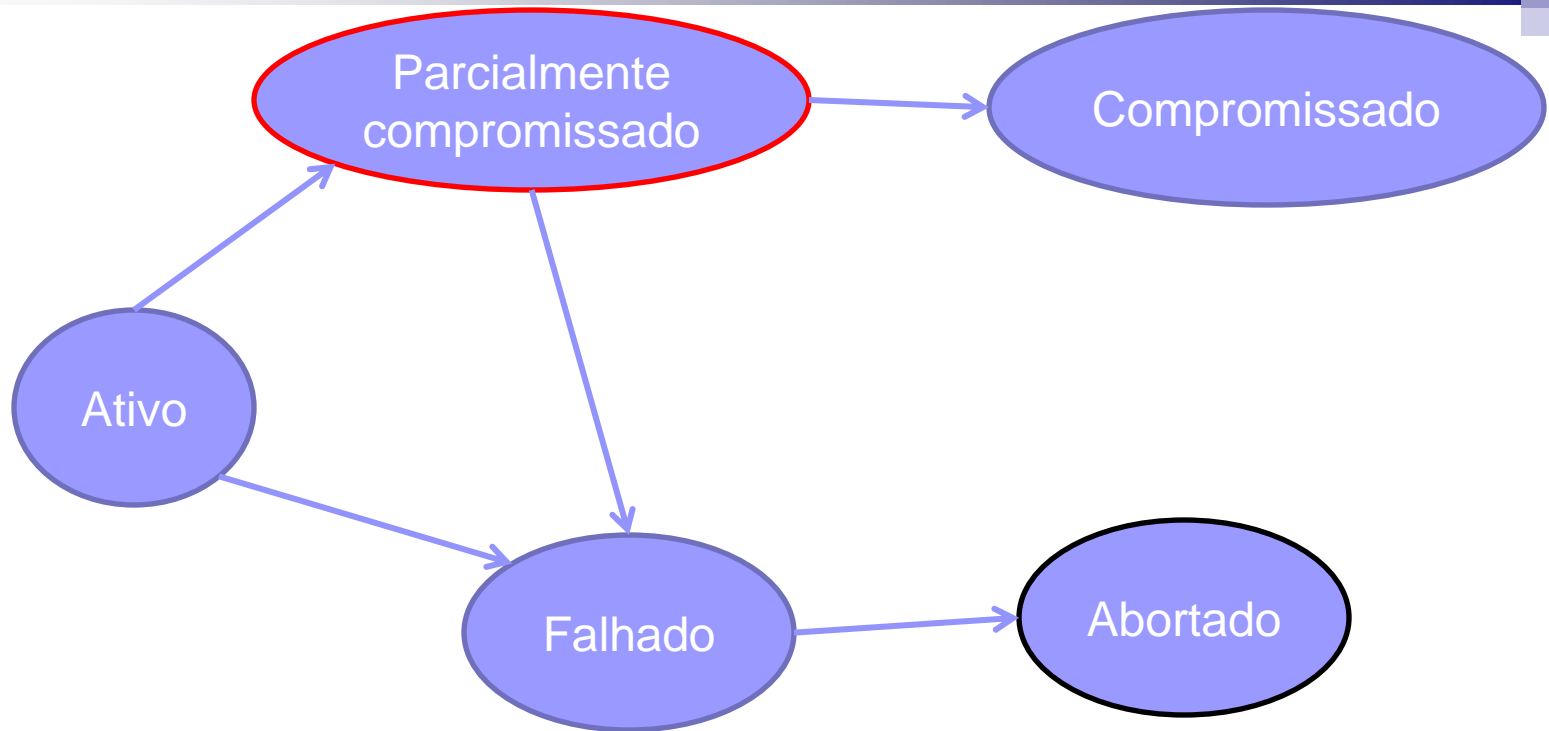 Parcialmente
compromissado
Compromissado
Ativo
Falhado
Abortado